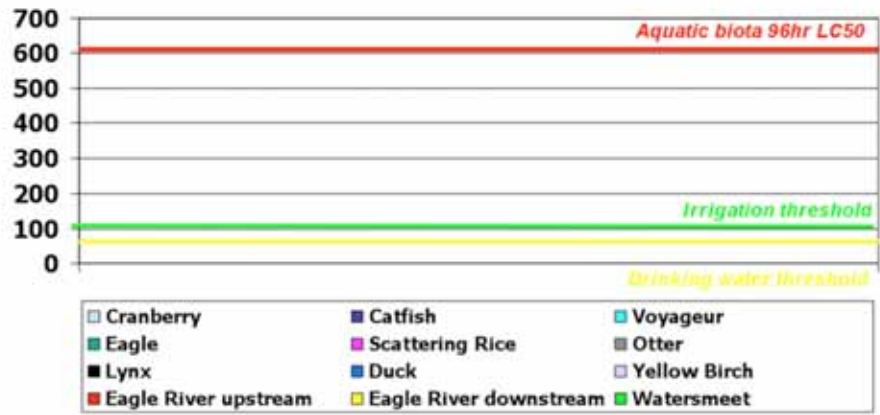 700
Aquatic biota 96hr LC50
600
500
400
300
200
Irrigation threshold
100
0
Drinking water threshold
Cranberry Catfish Voyageur
Eagle Scattering Rice Otter
Lynx Duck Yellow Birch
Eagle River upstream Eagle River downstream Watersmeet